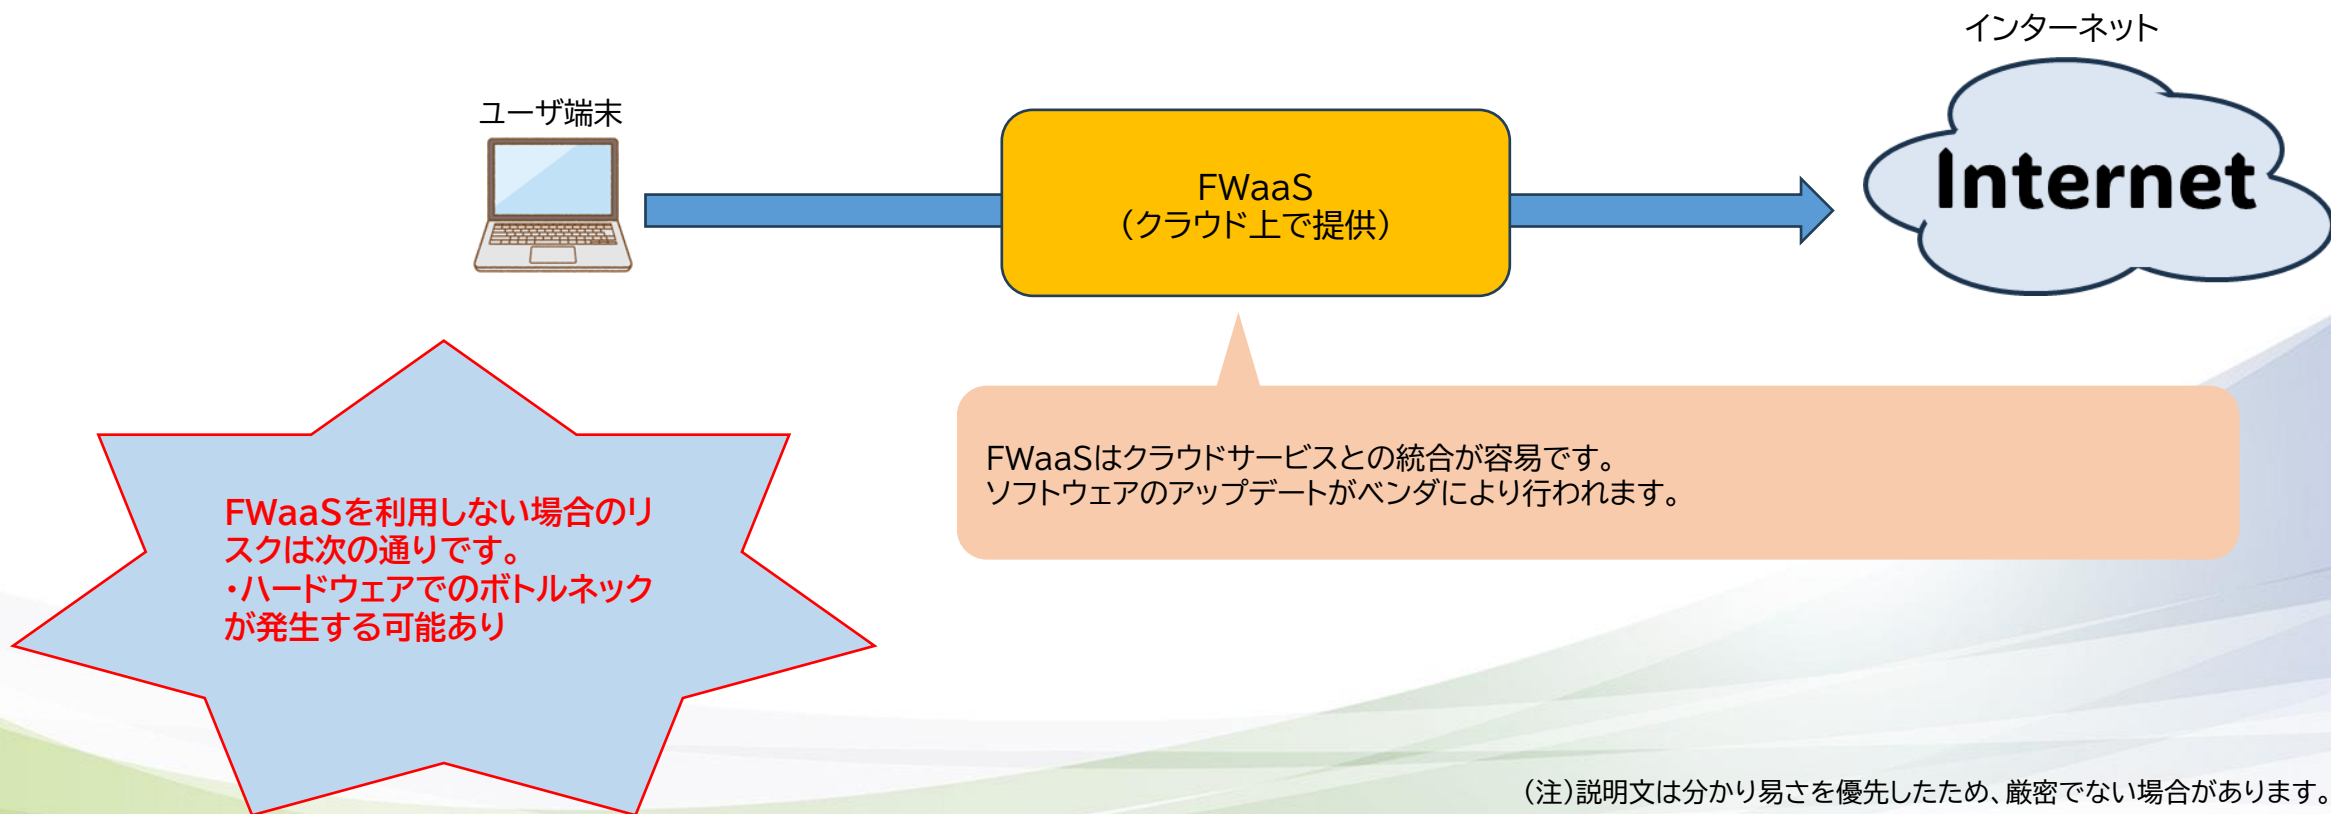 インターネット
ユーザ端末
FWaaS
（クラウド上で提供）
Internet
FWaaSはクラウドサービスとの統合が容易です。
ソフトウェアのアップデートがベンダにより行われます。
FWaaSを利用しない場合のリ
スクは次の通りです。
・ハードウェアでのボトルネック
が発生する可能あり
（注）説明文は分かり易さを優先したため、厳密でない場合があります。